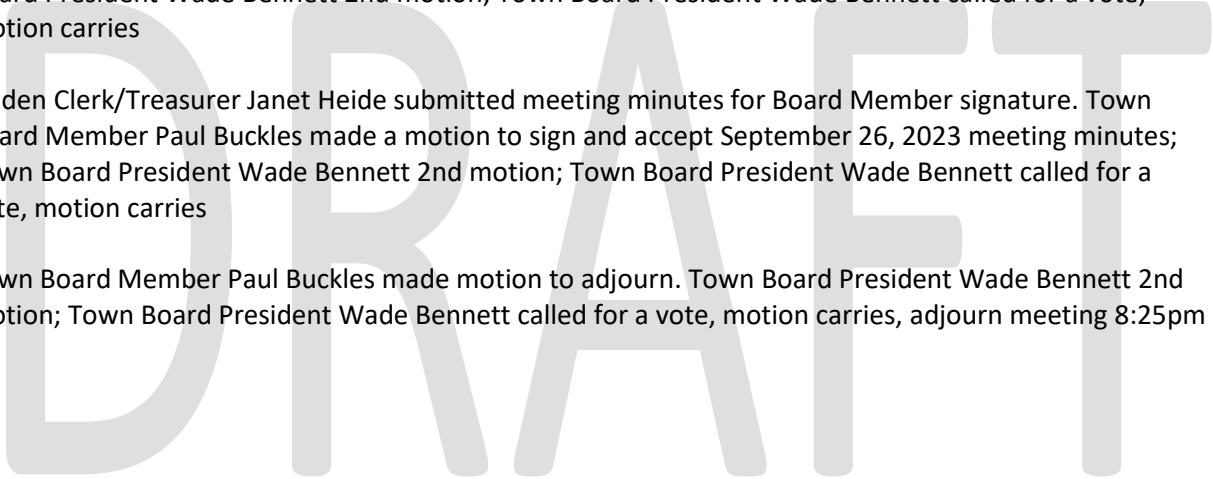 ard President Wade Bennett 2nd motion; Town Board President Wade Bennett called for a vote,
otion carries
den Clerk/Treasurer Janet Heide submitted meeting minutes for Board Member signature. Town
ard Member Paul Buckles made a motion to sign and accept September 26, 2023 meeting minutes;
wn Board President Wade Bennett 2nd motion; Town Board President Wade Bennett called for a
te, motion carries
wn Board Member Paul Buckles made motion to adjourn. Town Board President Wade Bennett 2nd
otion; Town Board President Wade Bennett called for a vote, motion carries, adjourn meeting 8:25pm
DRAFT